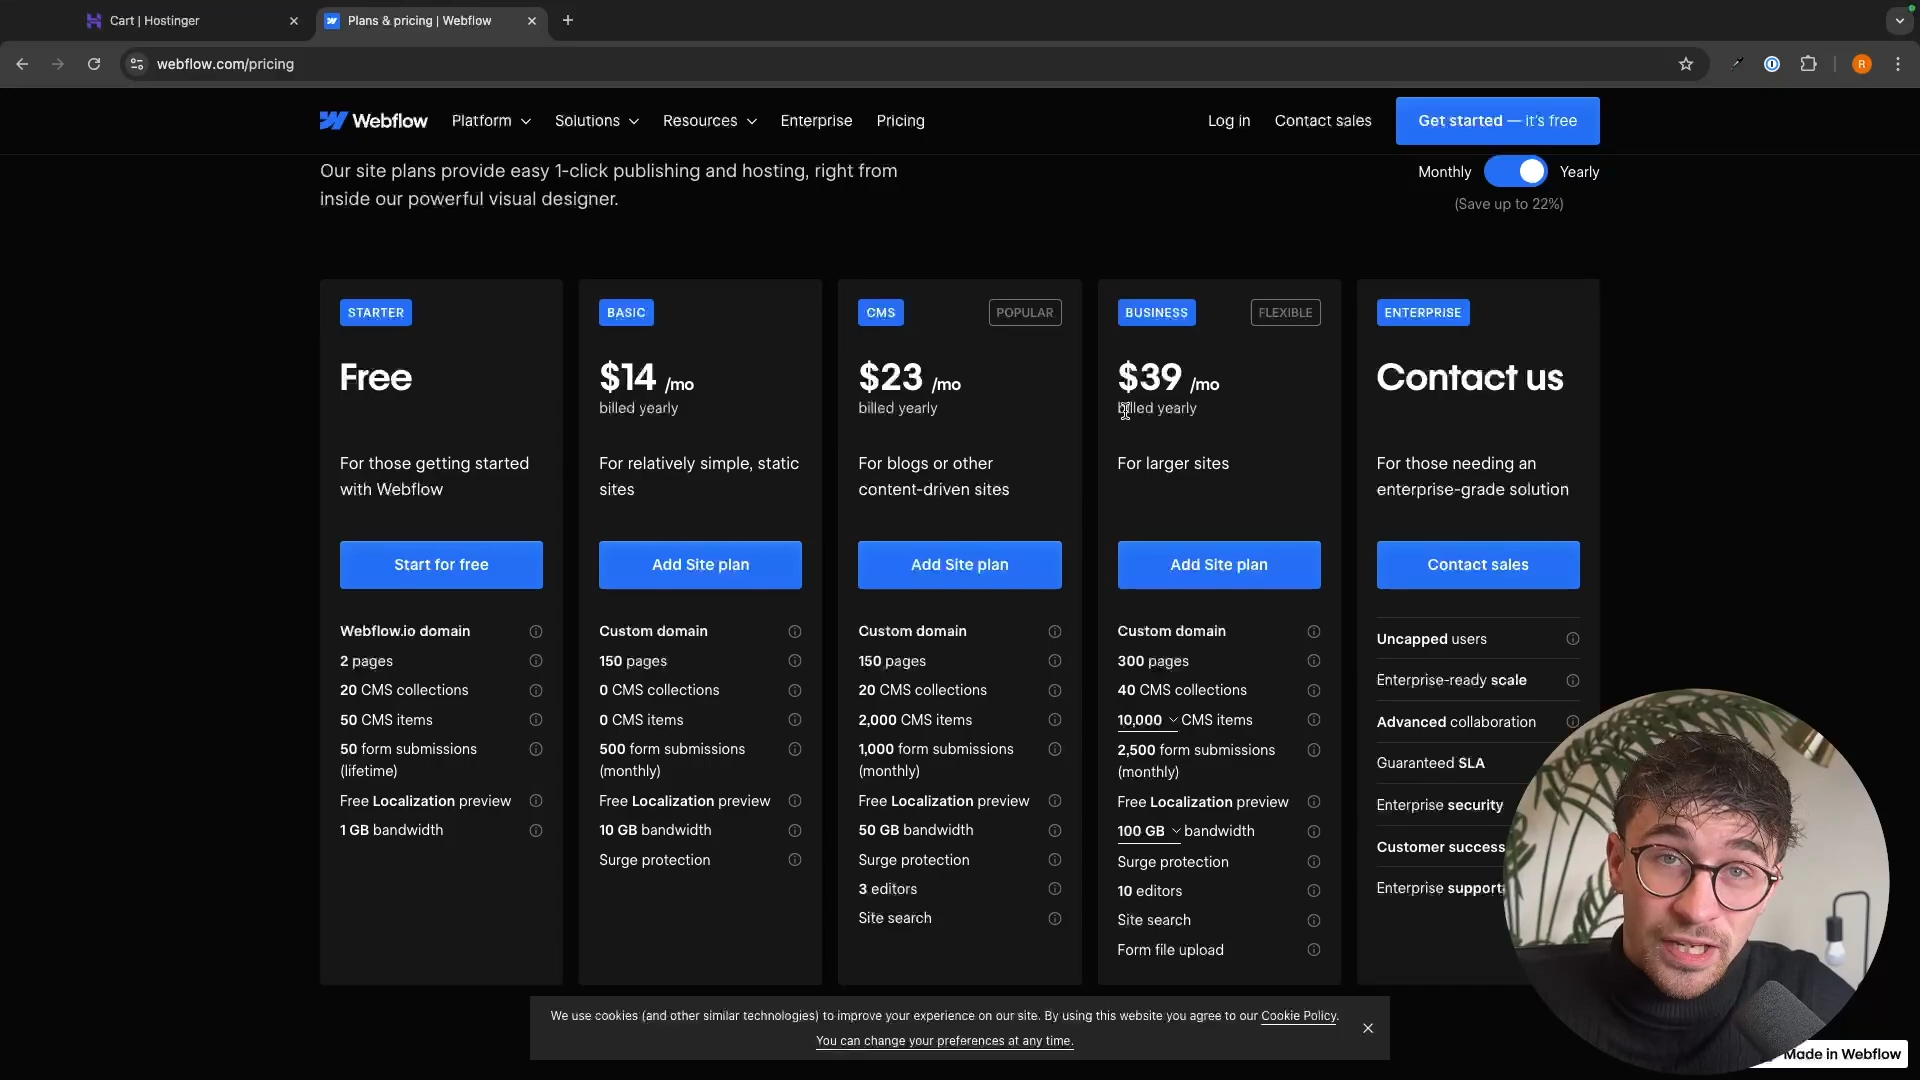 Cart | Hostinger
Plans & pricing | Webflow
webflow.com/pricing
R
Webflow
Platform
Solutions
Resources
Enterprise
Pricing
Log in
Contact sales
Get started — it's free
Our site plans provide easy 1-click publishing and hosting, right from
inside our powerful visual designer.
Monthly
Yearly
(Save up to 22%)
STARTER
Free
For those getting started
with Webflow
Start for free
Webflow.io domain
2 pages
20 CMS collections
50 CMS items
50 form submissions
(lifetime)
Free Localization preview
1 GB bandwidth
BASIC
$14 /mo
billed yearly
For relatively simple, static
sites
Add Site plan
Custom domain
150 pages
0 CMS collections
0 CMS items
500 form submissions
(monthly)
Free Localization preview
10 GB bandwidth
Surge protection
CMS
POPULAR
$23 /mo
billed yearly
For blogs or other
content-driven sites
Add Site plan
Custom domain
150 pages
20 CMS collections
2,000 CMS items
1,000 form submissions
(monthly)
Free Localization preview
50 GB bandwidth
Surge protection
3 editors
Site search
BUSINESS
FLEXIBLE
$39 /mo
billed yearly
For larger sites
Add Site plan
Custom domain
300 pages
40 CMS collections
10,000 CMS items
2,500 form submissions
(monthly)
Free Localization preview
100 GB bandwidth
Surge protection
10 editors
Site search
Form file upload
ENTERPRISE
Contact us
For those needing an
enterprise-grade solution
Contact sales
Uncapped users
Enterprise-ready scale
Advanced collaboration
Guaranteed SLA
Enterprise security
Customer success
Enterprise support
We use cookies (and other similar technologies) to improve your experience on our site. By using this website you agree to our Cookie Policy.
You can change your preferences at any time.
Made in Webflow